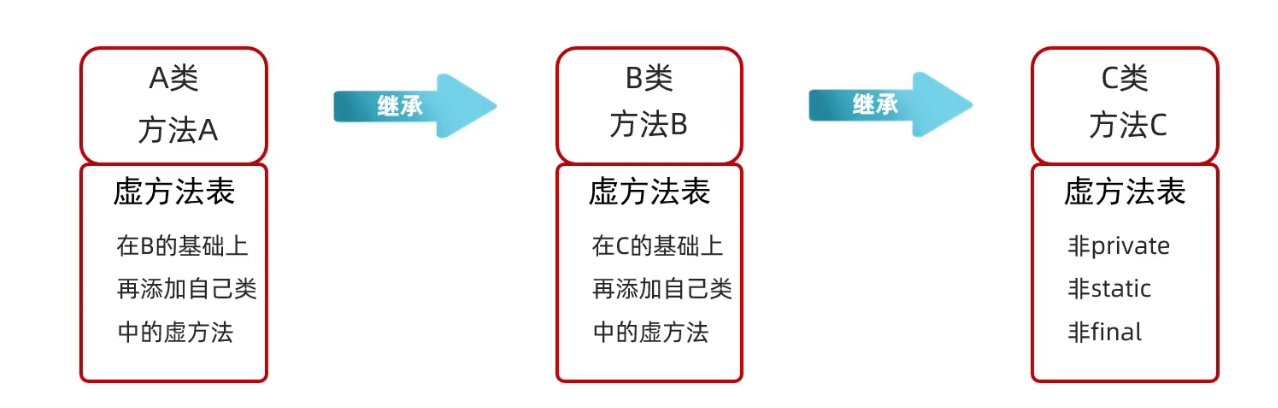 A类
方法A
虚方法表
在B的基础上
再添加自己类
中的虚方法
继承
B类
方法B
虚方法表
在C的基础上
再添加自己类
中的虚方法
继承
C类
方法C
虚方法表
非private
非static
非final